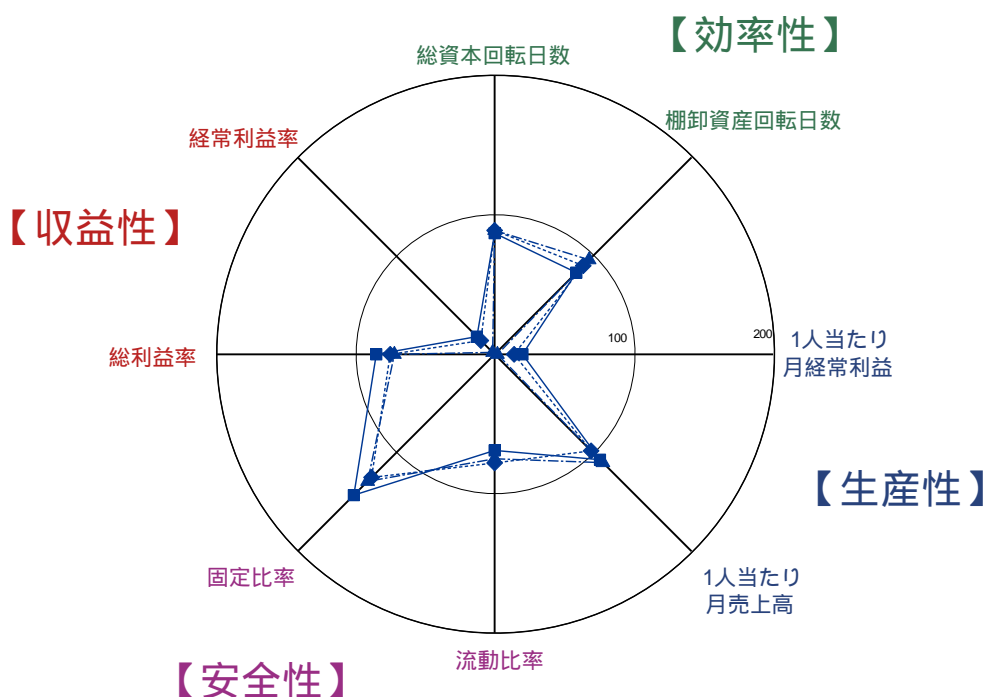 【効率性】
総資本回転日数
棚卸資産回転日数
経常利益率
【収益性】
総利益率
100
200
1人当たり
月経常利益
【生産性】
1人当たり
月売上高
固定比率
流動比率
【安全性】